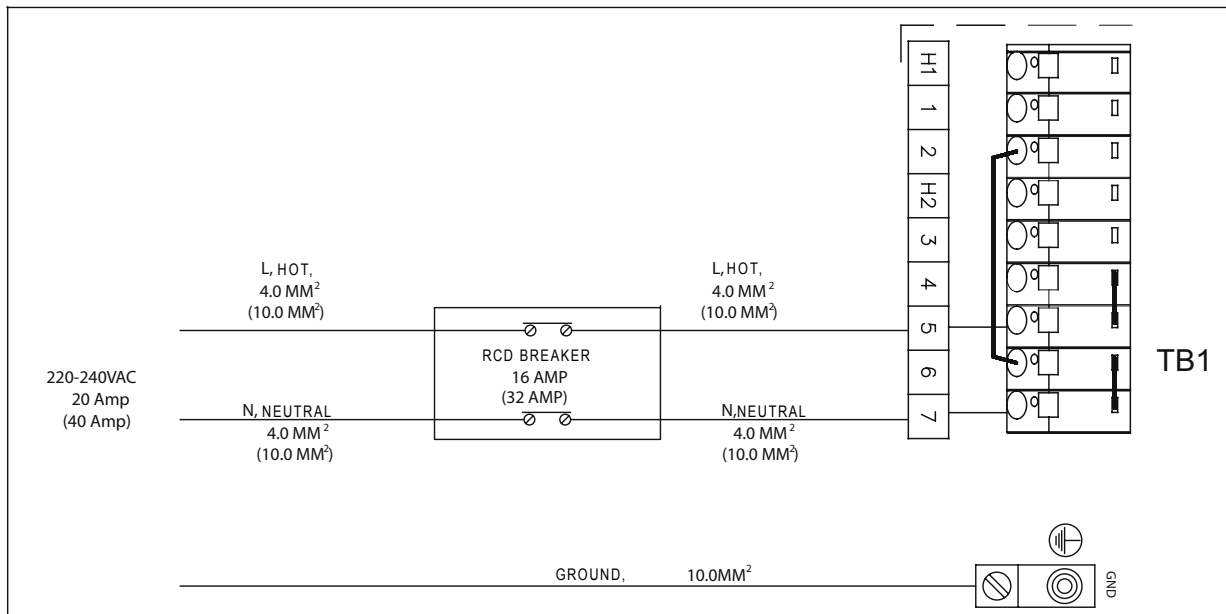 H1
1
2
H2
3
4
5
6
7
TB1
L, HOT,
4.0 MM²
(10.0 MM²)
L, HOT,
4.0 MM²
(10.0 MM²)
RCD BREAKER
16 AMP
(32 AMP)
220-240VAC
20 Amp
(40 Amp)
N, NEUTRAL
4.0 MM²
(10.0 MM²)
N,NEUTRAL
4.0 MM²
(10.0 MM²)
GROUND, 10.0MM²
GND